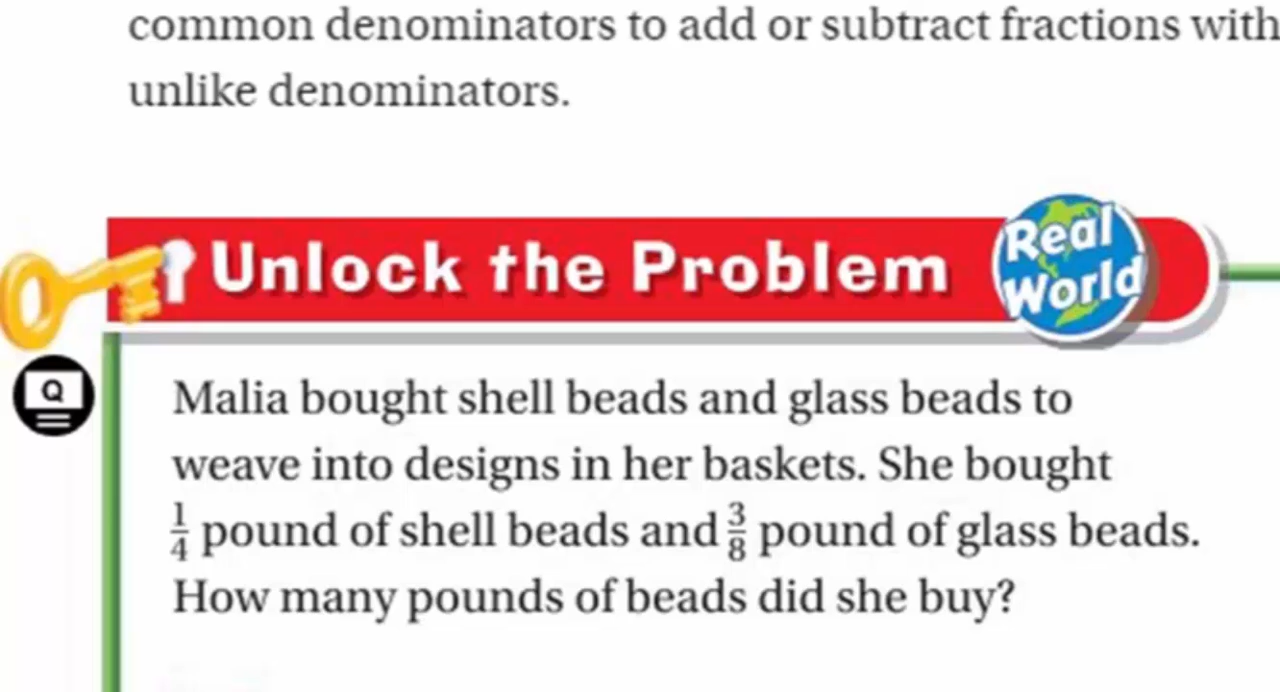 common denominators to add or subtract fractions with
unlike denominators.
Unlock the Problem
Real
World
Q
Malia bought shell beads and glass beads to
weave into designs in her baskets. She bought
1/4 pound of shell beads and 3/8 pound of glass beads.
How many pounds of beads did she buy?